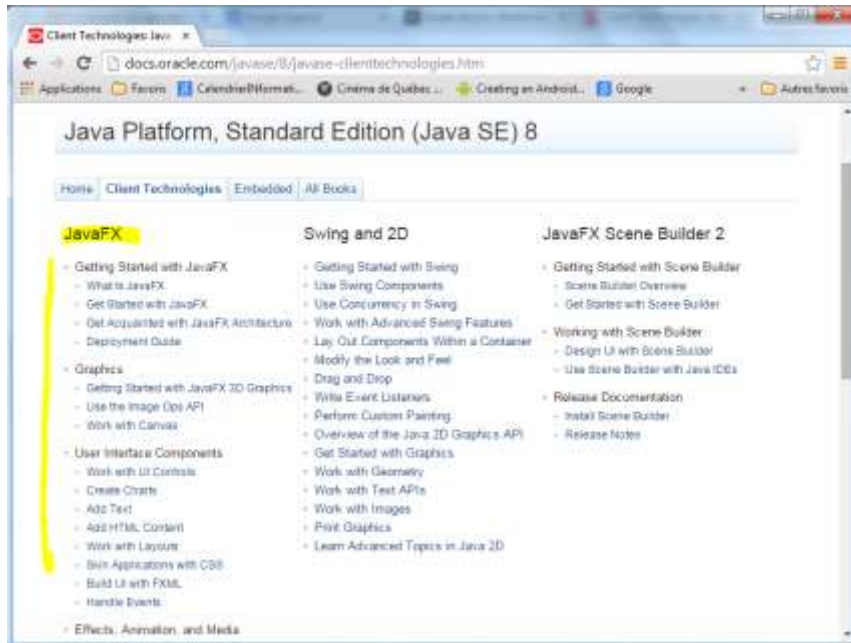 Client Technologies: Java
docs.oracle.com/javase/8/javase-clienttechnologies.htm
Applications Favoris CalendrierNformati... Cinéma de Québec ... Creating an Android... Google Autres favoris
Java Platform, Standard Edition (Java SE) 8
Home Client Technologies Embedded All Books
JavaFX
Getting Started with JavaFX
What Is JavaFX
Get Started with JavaFX
Get Acquainted with JavaFX Architecture
Deployment Guide
Graphics
Getting Started with JavaFX 3D Graphics
Use the Image Ops API
Work with Canvas
User Interface Components
Work with UI Controls
Create Charts
Add Text
Add HTML Content
Work with Layouts
Skin Applications with CSS
Build UI with FXML
Handle Events
Effects, Animation, and Media
Swing and 2D
Getting Started with Swing
Use Swing Components
Use Concurrency in Swing
Work with Advanced Swing Features
Lay Out Components Within a Container
Modify the Look and Feel
Drag and Drop
Write Event Listeners
Perform Custom Painting
Overview of the Java 2D Graphics API
Get Started with Graphics
Work with Geometry
Work with Text APIs
Work with Images
Print Graphics
Learn Advanced Topics in Java 2D
JavaFX Scene Builder 2
Getting Started with Scene Builder
Scene Builder Overview
Get Started with Scene Builder
Working with Scene Builder
Design UI with Scene Builder
Use Scene Builder with Java IDEs
Release Documentation
Install Scene Builder
Release Notes